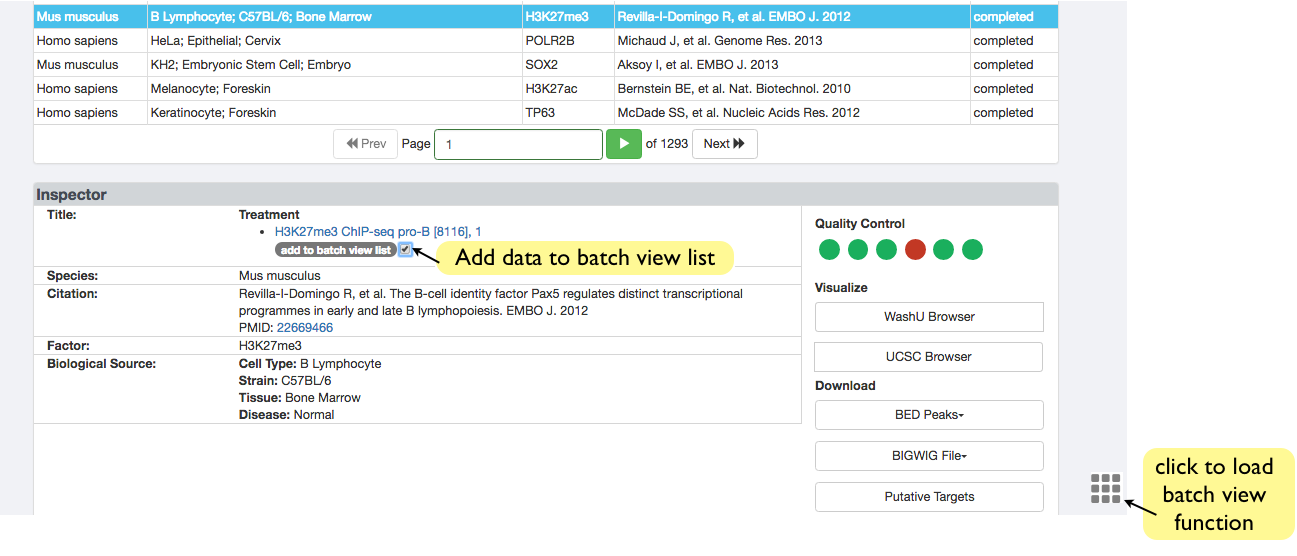 Mus musculus B Lymphocyte; C57BL/6; Bone Marrow H3K27me3 Revilla-I-Domingo R, et al. EMBO J. 2012 completed
Homo sapiens HeLa; Epithelial; Cervix POLR2B Michaud J, et al. Genome Res. 2013 completed
Mus musculus KH2; Embryonic Stem Cell; Embryo SOX2 Aksoy I, et al. EMBO J. 2013 completed
Homo sapiens Melanocyte; Foreskin H3K27ac Bernstein BE, et al. Nat. Biotechnol. 2010 completed
Homo sapiens Keratinocyte; Foreskin TP63 McDade SS, et al. Nucleic Acids Res. 2012 completed
Prev Page 1 of 1293 Next
Inspector
Title: Treatment
• H3K27me3 ChIP-seq pro-B [8116], 1
add to batch view list
Add data to batch view list
Species: Mus musculus
Citation: Revilla-I-Domingo R, et al. The B-cell identity factor Pax5 regulates distinct transcriptional
programmes in early and late B lymphopoiesis. EMBO J. 2012
PMID: 22669466
Factor: H3K27me3
Biological Source: Cell Type: B Lymphocyte
Strain: C57BL/6
Tissue: Bone Marrow
Disease: Normal
Quality Control
Visualize
WashU Browser
UCSC Browser
Download
BED Peaks
BIGWIG File
Putative Targets
click to load
batch view
function